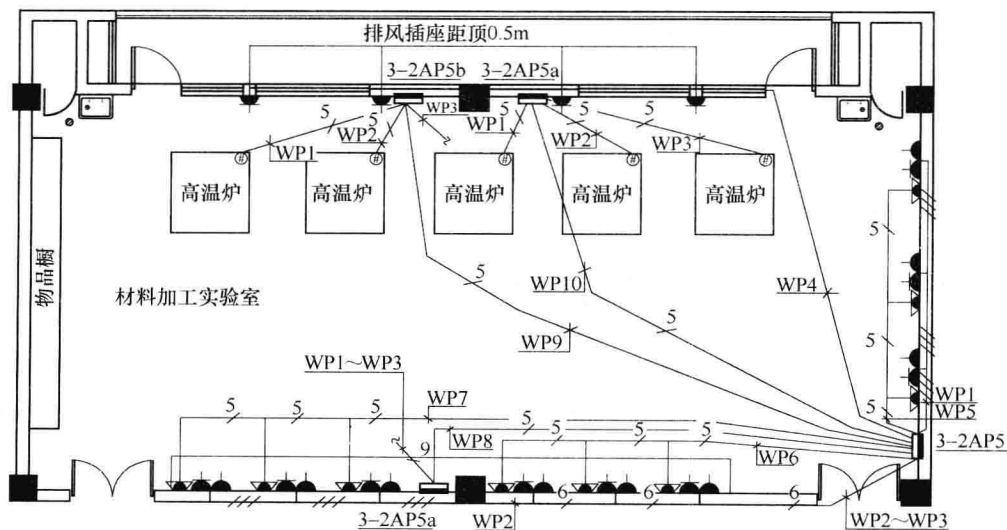 排风插座距顶0.5m
3-2AP5b 3-2AP5a
5 WP2 5 WP3 WP1 5 5 WP2 5 WP3
WP1
# # # # #
高温炉 高温炉 高温炉 高温炉 高温炉
物品橱
材料加工实验室
5 WP10 WP4 5
5 5
WP9
WP1~WP3 5
WP1
5 5 5 WP7 5 5 WP5
WP8 5 3-2AP5
9 5 5 5 WP6
6 6 6
3-2AP5a WP2 WP2~WP3